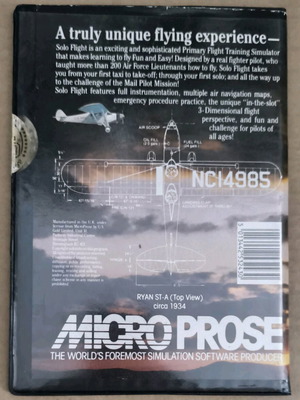 A truly unique flying experience—
Solo Flight is an exciting and sophisticated Primary Flight Training Simulator
that makes learning to fly Fun and Easy! Designed by a real fighter pilot, who
taught more than 200 Air Force Lieutenants how to fly, Solo Flight takes
you from your first taxi to take-off; through your first solo; and all the way up
to the challenge of the Mail Pilot Mission!
Solo Flight features full instrumentation, multiple air navigation maps,
emergency procedure practice, the unique "in-the-slot"
3-Dimensional flight
perspective, and fun and
challenge for pilots of
all ages!
AIR SCOOP
OIL FILL
FUEL FILL
NC14985
RYAN ST-A (Top View)
circa 1934
MICROPROSE
THE WORLD'S FOREMOST SIMULATION SOFTWARE PRODUCER